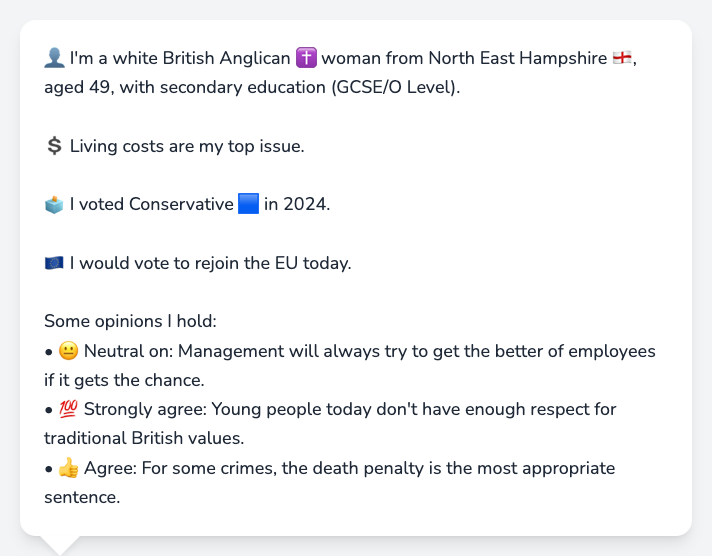 👤 I'm a white British Anglican ✝️ woman from North East Hampshire 🏴󠁧󠁢󠁥󠁮󠁧󠁿,
aged 49, with secondary education (GCSE/O Level).
💲 Living costs are my top issue.
🗳️ I voted Conservative 🟦 in 2024.
🇪🇺 I would vote to rejoin the EU today.
Some opinions I hold:
• 😐 Neutral on: Management will always try to get the better of employees
if it gets the chance.
• 💯 Strongly agree: Young people today don't have enough respect for
traditional British values.
• 👍 Agree: For some crimes, the death penalty is the most appropriate
sentence.